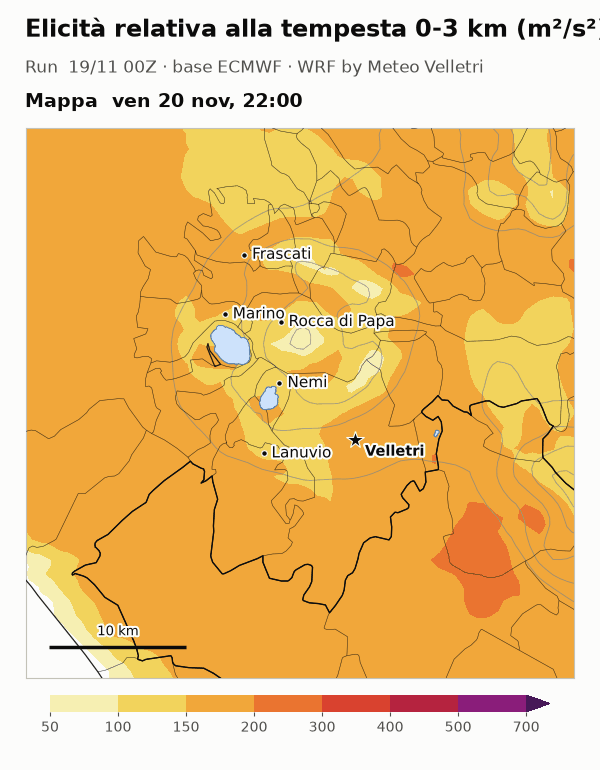 Elicità relativa alla tempesta 0-3 km (m²/s²)
Run 19/11 00Z · base ECMWF · WRF by Meteo Velletri
Mappa ven 20 nov, 22:00
Frascati
Marino
Rocca di Papa
Nemi
Velletri
Lanuvio
10 km
50 100 150 200 300 400 500 700